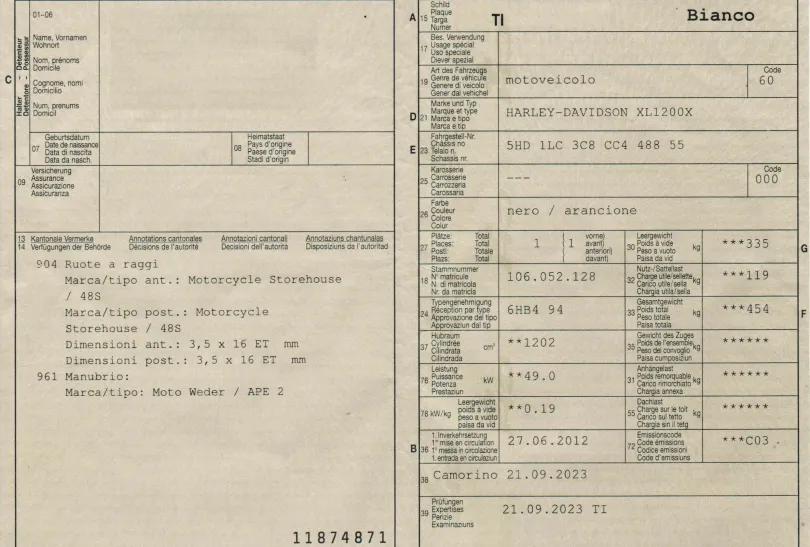 01-06
Halter - Détenteur
Detentore - Possessur
Name, Vornamen
Wohnort
Nom, prénoms
Domicile
Cognome, nomi
Domicilio
Num, prenums
Domicil
C
07 Geburtsdatum
Date de naissance
Data di nascita
Data da nasch.
08 Heimatstaat
Pays d'origine
Paese d'origine
Stadi d'origin
09 Versicherung
Assurance
Assicurazione
Assicuranza
13 Kantonale Vermerke Annotations cantonales Annotazioni cantonali Annotaziuns chantunalas
14 Verfügungen der Behörde Décisions de l'autorité Decisioni dell'autorità Disposiziuns da l'autoritad
904 Ruote a raggi
Marca/tipo ant.: Motorcycle Storehouse
/ 48S
Marca/tipo post.: Motorcycle
Storehouse / 48S
Dimensioni ant.: 3,5 x 16 ET mm
Dimensioni post.: 3,5 x 16 ET mm
961 Manubrio:
Marca/tipo: Moto Weder / APE 2
11874871
A 15 Schild
Plaque
Targa
Numer
TI Bianco
17 Bes. Verwendung
Usage spécial
Uso speciale
Diever spezial
19 Art des Fahrzeugs
Genre de véhicule
Genere di veicolo
Gener dal vehichel
motoveicolo
Code
60
D 21 Marke und Typ
Marque et type
Marca e tipo
Marca e tip
HARLEY-DAVIDSON XL1200X
E 23 Fahrgestell-Nr.
Châssis no
Telaio n.
Schassis nr.
5HD 1LC 3C8 CC4 488 55
25 Karosserie
Carrosserie
Carrozzeria
Carossaria
---
Code
000
26 Farbe
Couleur
Colore
Colur
nero / arancione
27 Plätze: Total
Places: Total
Posti: Totale
Plazs: Total
1
vorne)
avant)
anteriori)
davant)
1
G 30 Leergewicht
Poids à vide
Peso a vuoto
Paisa da vid
kg ***335
18 Stammnummer
N° matricule
N. di matricola
Nr. da matricla
106.052.128
32 Nutz-/Sattellast
Charge utile/sellette
Carico utile/sella
Chargia utila/sella
kg ***119
24 Typengenehmigung
Réception par type
Approvazione del tipo
Approvaziun dal tip
6HB4 94
F 33 Gesamtgewicht
Poids total
Peso totale
Paisa totala
kg ***454
37 Hubraum
Cylindrée
Cilindrata
Cilindrada
cm³ **1202
35 Gewicht des Zuges
Poids de l'ensemble
Peso del convoglio
Paisa cumposiziun
kg ******
76 Leistung
Puissance
Potenza
Prestaziun
kW **49.0
31 Anhängelast
Poids remorquable
Carico rimorchiato
Chargia annexa
kg ******
78 kW/kg Leergewicht
poids à vide
peso a vuoto
paisa da vid
**0.19
55 Dachlast
Charge sur le toit
Carico sul tetto
Chargia sin il tetg
kg ******
B 36 1. Inverkehrsetzung
1re mise en circulation
1a messa in circolazione
1. entrada en circulaziun
27.06.2012
72 Emissionscode
Code émissions
Codice emissioni
Code d'emissiuns
***C03
38 Camorino 21.09.2023
39 Prüfungen
Expertises
Perizie
Examinaziuns
21.09.2023 TI